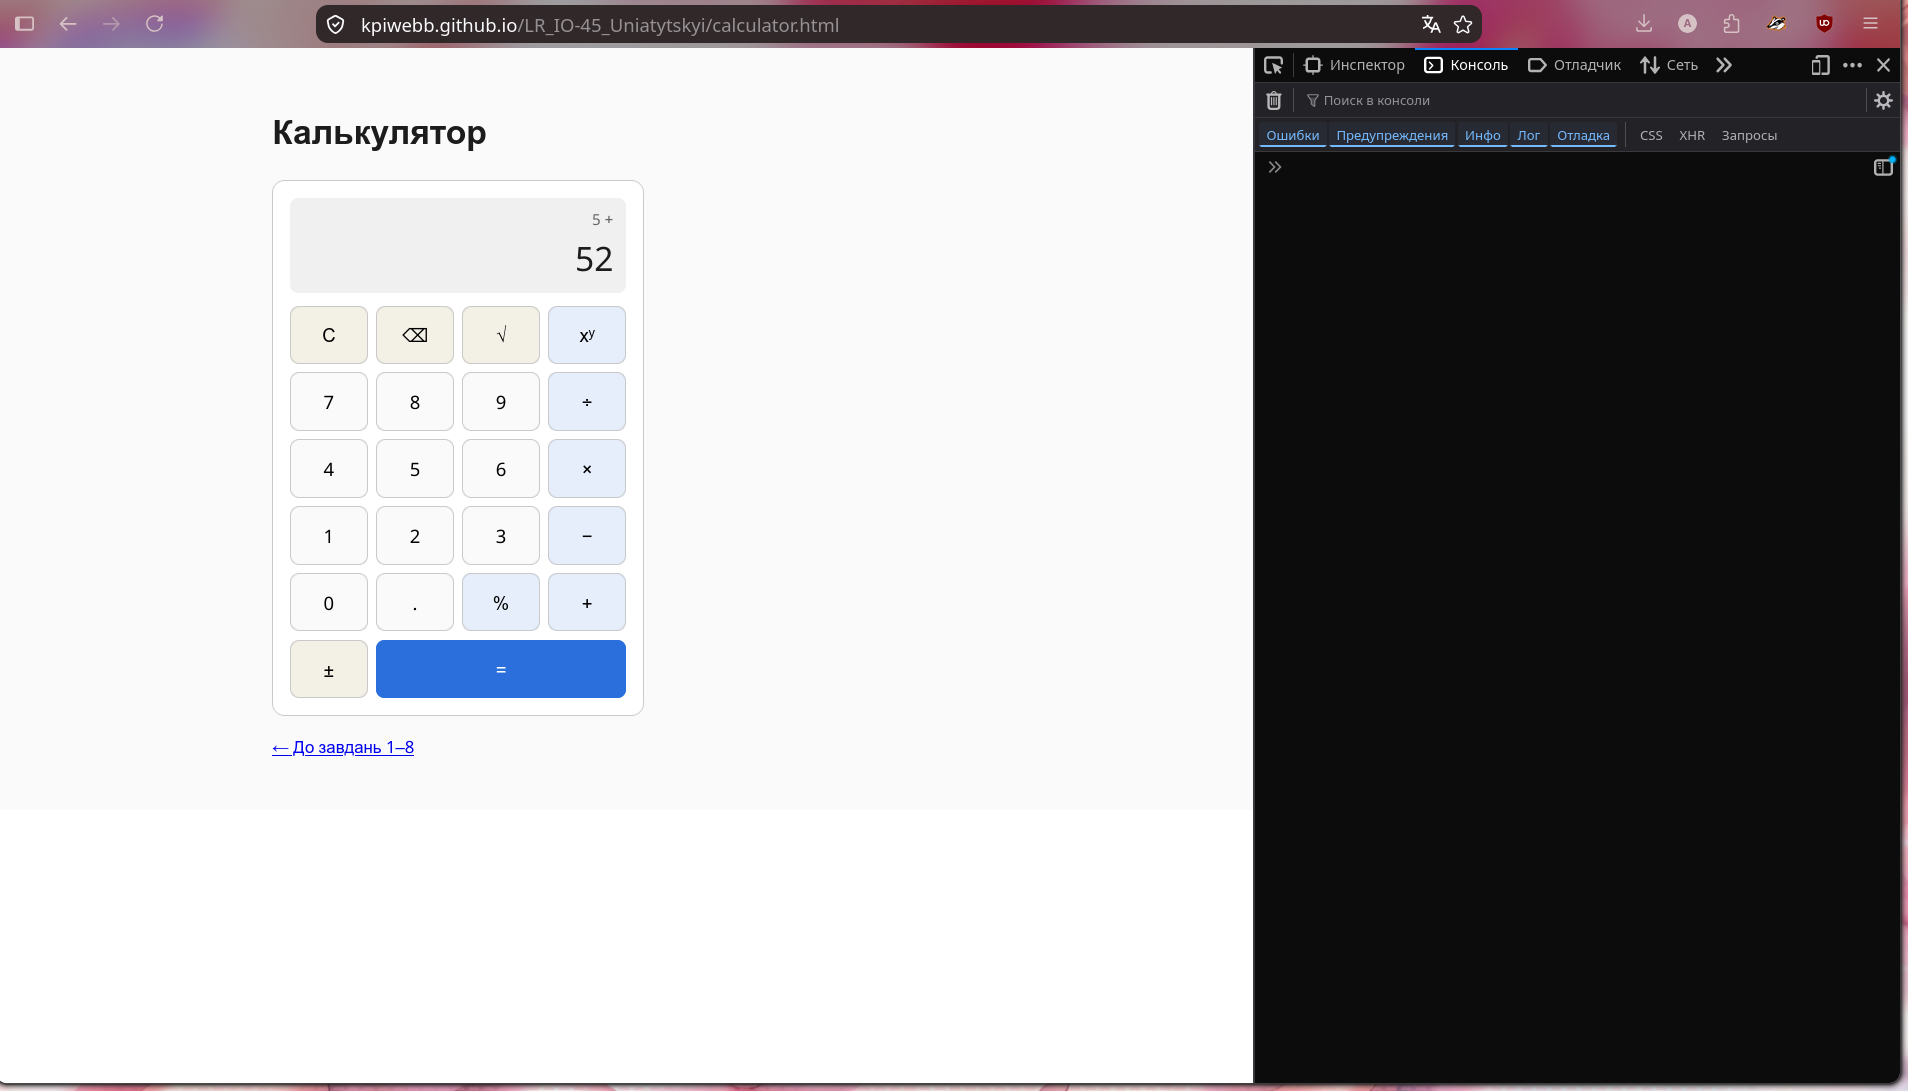 kpiwebb.github.io/LR_IO-45_Uniatytskyi/calculator.html
A
Инспектор Консоль Отладчик Сеть
Поиск в консоли
Ошибки Предупреждения Инфо Лог Отладка CSS XHR Запросы
Калькулятор
5 +
52
C ⌫ √ xʸ
7 8 9 ÷
4 5 6 ×
1 2 3 −
0 . % +
± =
← До завдань 1–8